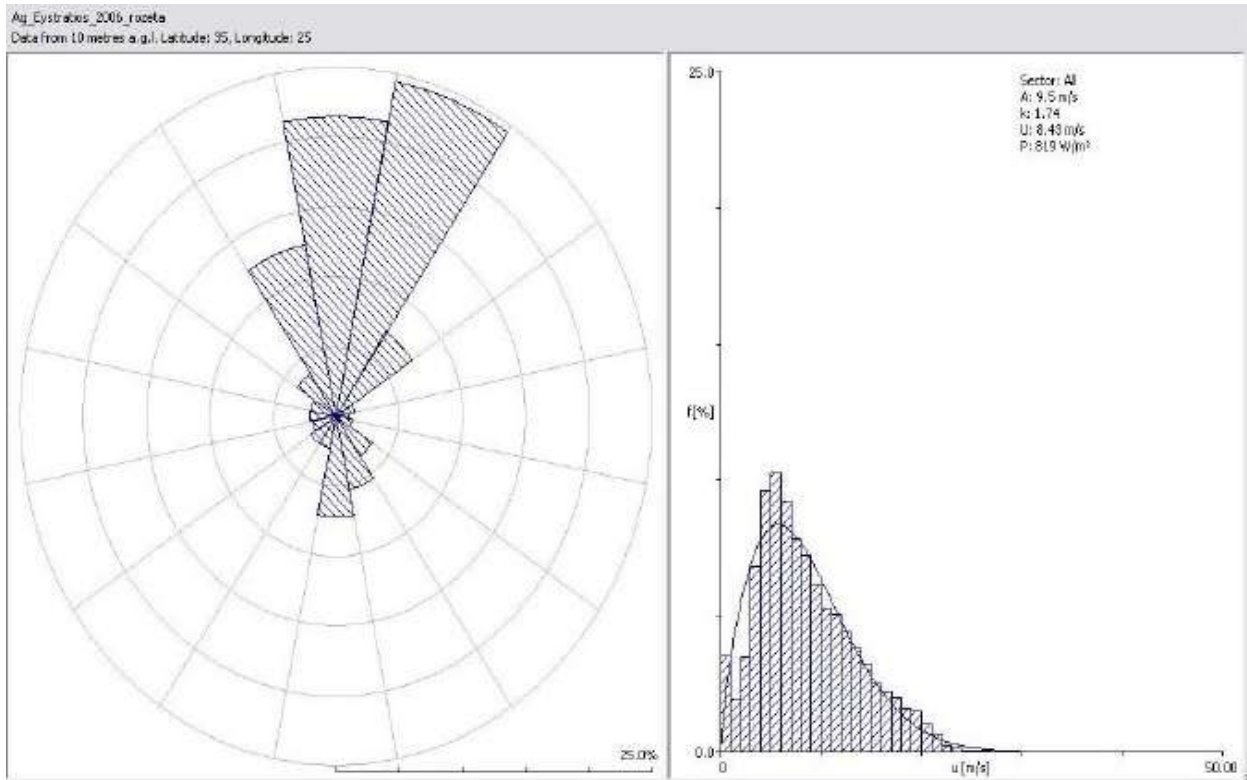 Ag_Eystratios_2006_rozeta
Data from 10 metres a.g.l. Latitude: 35, Longitude: 25
25.0%
25.0
Sector: All
A: 9.5 m/s
k: 1.74
U: 8.43 m/s
P: 819 W/m²
f[%]
0.0
0
u [m/s]
50.00